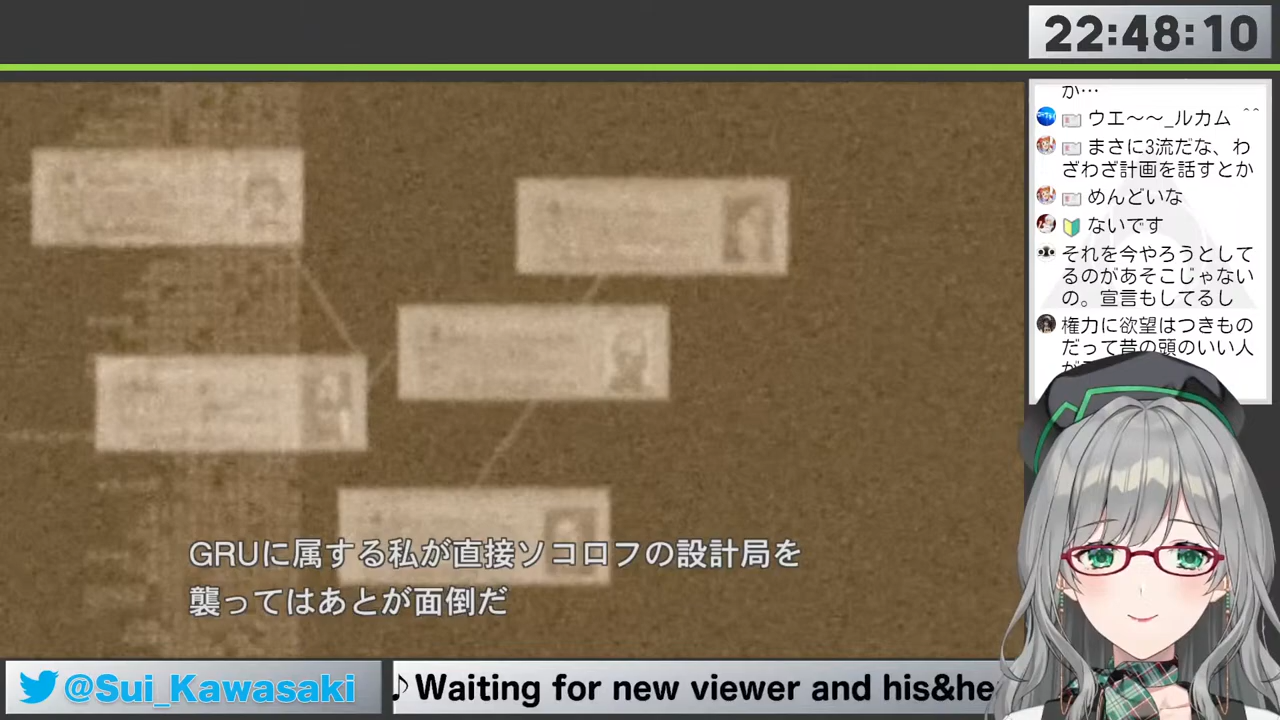 22:48:10
か…
ウエ〜〜_ルカム ^^
まさに3流だな、わ
ざわざ計画を話すとか
めんどいな
ないです
それを今やろうとして
るのがあそこじゃない
の。宣言もしてるし
権力に欲望はつきもの
だって昔の頭のいい人
GRUに属する私が直接ソコロフの設計局を
襲ってはあとが面倒だ
@Sui_Kawasaki
♪Waiting for new viewer and his&he